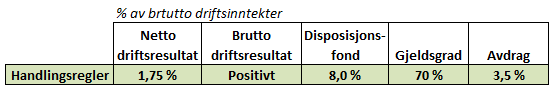 % av brtutto driftsinntekter
Netto driftsresultat Brutto driftsresultat Disposisjons-fond Gjeldsgrad Avdrag
Handlingsregler 1,75 % Positivt 8,0 % 70 % 3,5 %